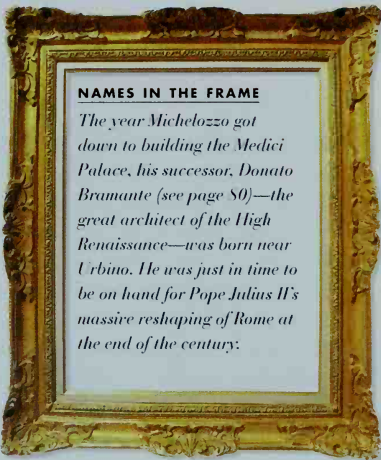 NAMES IN THE FRAME
The year Michelozzo got
down to building the Medici
Palace, his successor, Donato
Bramante (see page 80)—the
great architect of the High
Renaissance—was born near
Urbino. He was just in time to
be on hand for Pope Julius II's
massive reshaping of Rome at
the end of the century.